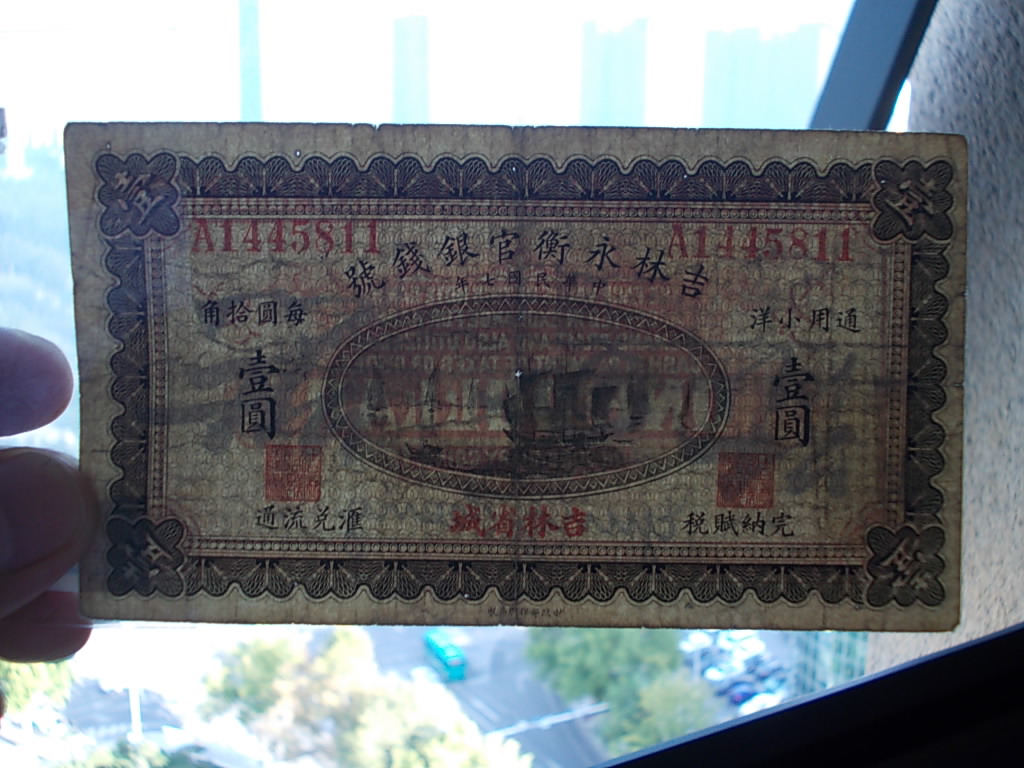 壹
A1445811 A1445811
吉林永衡官銀錢號
中華民國七年
通用小洋
每圓拾角
壹圓
壹圓
完納賦稅
吉林省城
滙兌流通